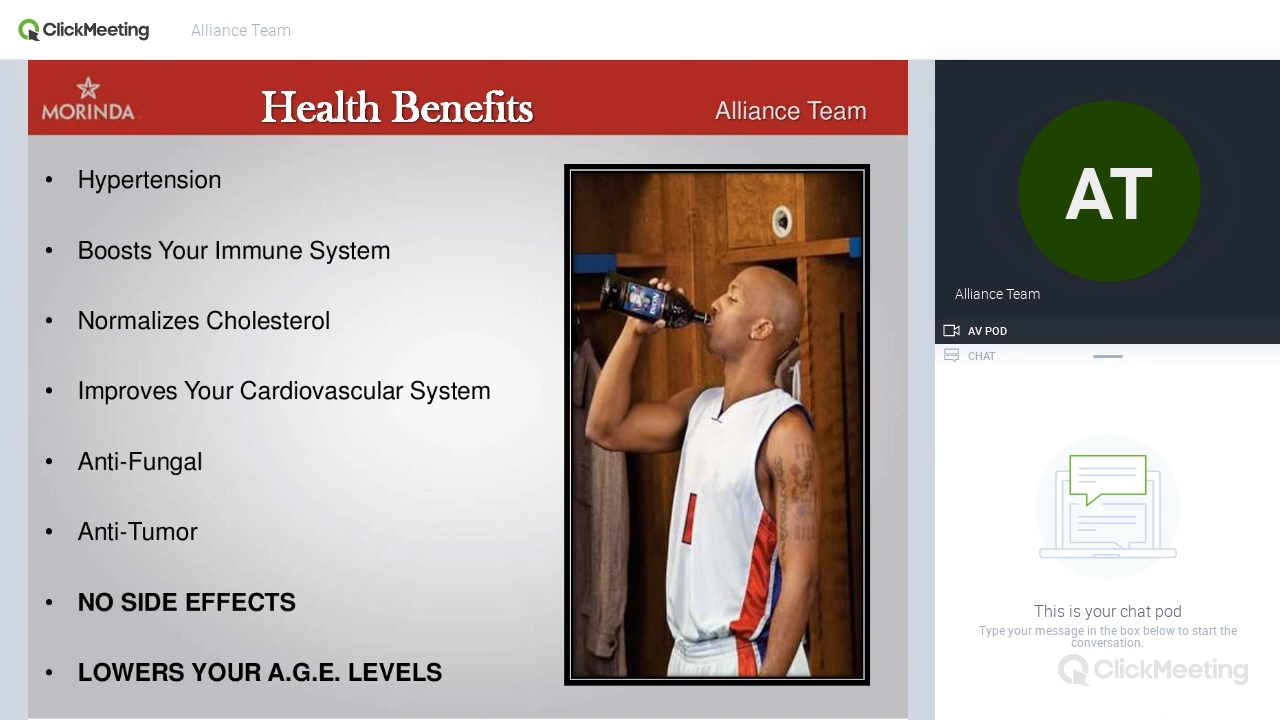 ClickMeeting
Alliance Team
MORINDA
Health Benefits
Alliance Team
• Hypertension
• Boosts Your Immune System
• Normalizes Cholesterol
• Improves Your Cardiovascular System
• Anti-Fungal
• Anti-Tumor
• NO SIDE EFFECTS
• LOWERS YOUR A.G.E. LEVELS
NONI
1
AT
Alliance Team
AV POD
CHAT
This is your chat pod
Type your message in the box below to start the
conversation.
ClickMeeting